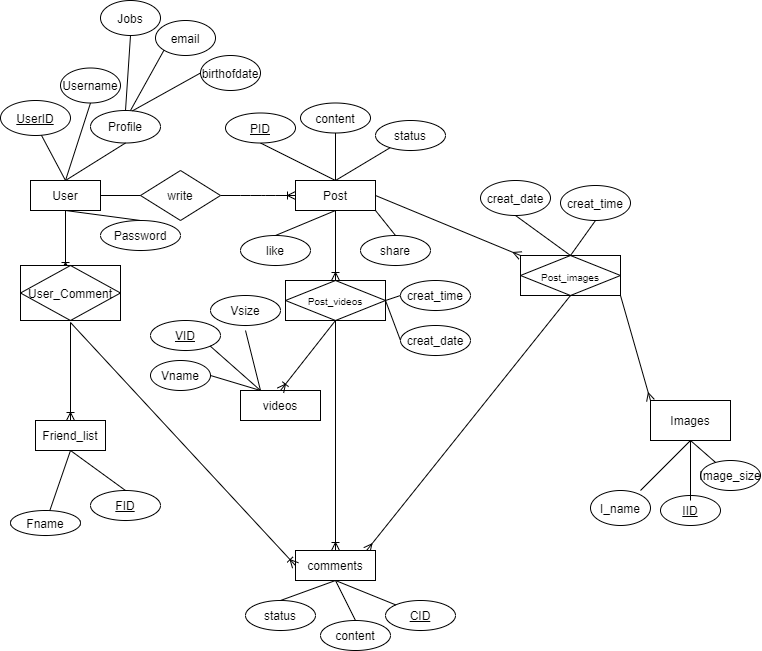 Jobs
email
birthofdate
Username
UserID
Profile
PID
content
status
User
write
Post
creat_date
creat_time
Password
like
share
User_Comment
Post_videos
Post_images
creat_time
creat_date
Vsize
VID
Vname
videos
Friend_list
Images
Fname
FID
I_name
IID
Image_size
comments
status
content
CID